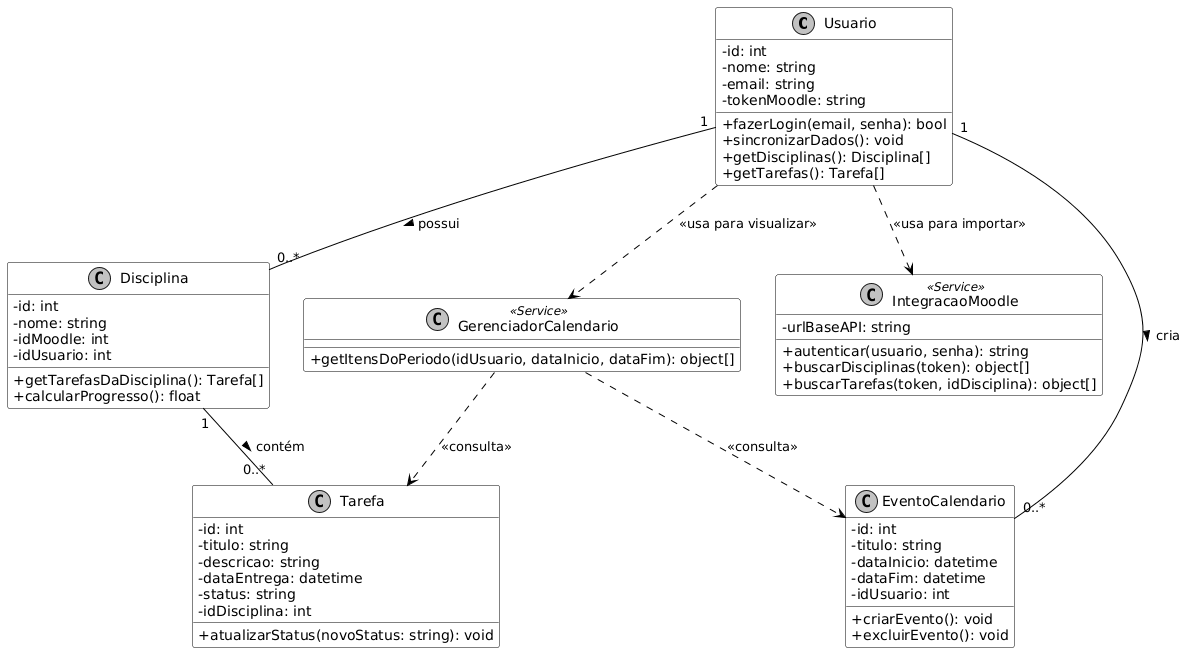 C Usuario
-id: int
-nome: string
-email: string
-tokenMoodle: string
+fazerLogin(email, senha): bool
+sincronizarDados(): void
+getDisciplinas(): Disciplina[]
+getTarefas(): Tarefa[]
1
1
possui
«usa para visualizar»
«usa para importar»
0..*
cria
C Disciplina
-id: int
-nome: string
-idMoodle: int
-idUsuario: int
+getTarefasDaDisciplina(): Tarefa[]
+calcularProgresso(): float
«Service»
C GerenciadorCalendario
+getItensDoPeriodo(idUsuario, dataInicio, dataFim): object[]
«Service»
C IntegracaoMoodle
-urlBaseAPI: string
+autenticar(usuario, senha): string
+buscarDisciplinas(token): object[]
+buscarTarefas(token, idDisciplina): object[]
1
contém
0..*
«consulta»
«consulta»
0..*
C Tarefa
-id: int
-titulo: string
-descricao: string
-dataEntrega: datetime
-status: string
-idDisciplina: int
+atualizarStatus(novoStatus: string): void
C EventoCalendario
-id: int
-titulo: string
-dataInicio: datetime
-dataFim: datetime
-idUsuario: int
+criarEvento(): void
+excluirEvento(): void